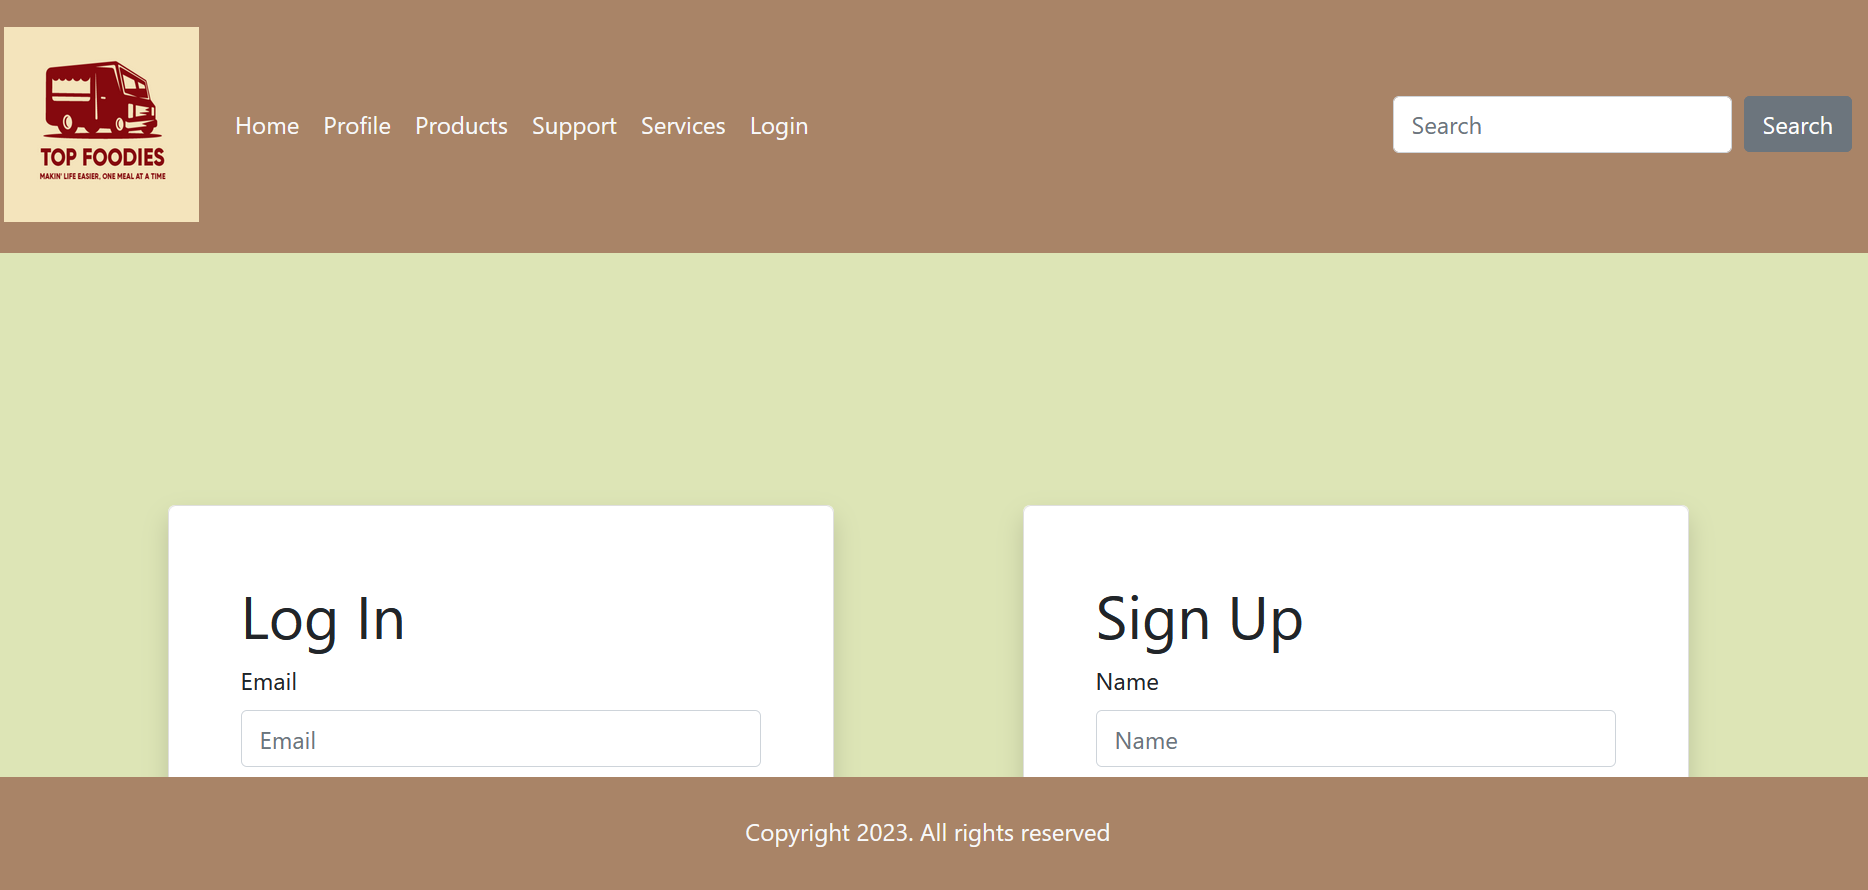 TOP FOODIES
MAKIN' LIFE EASIER, ONE MEAL AT A TIME
Home Profile Products Support Services Login
Search Search
Log In
Email
Email
Sign Up
Name
Name
Copyright 2023. All rights reserved